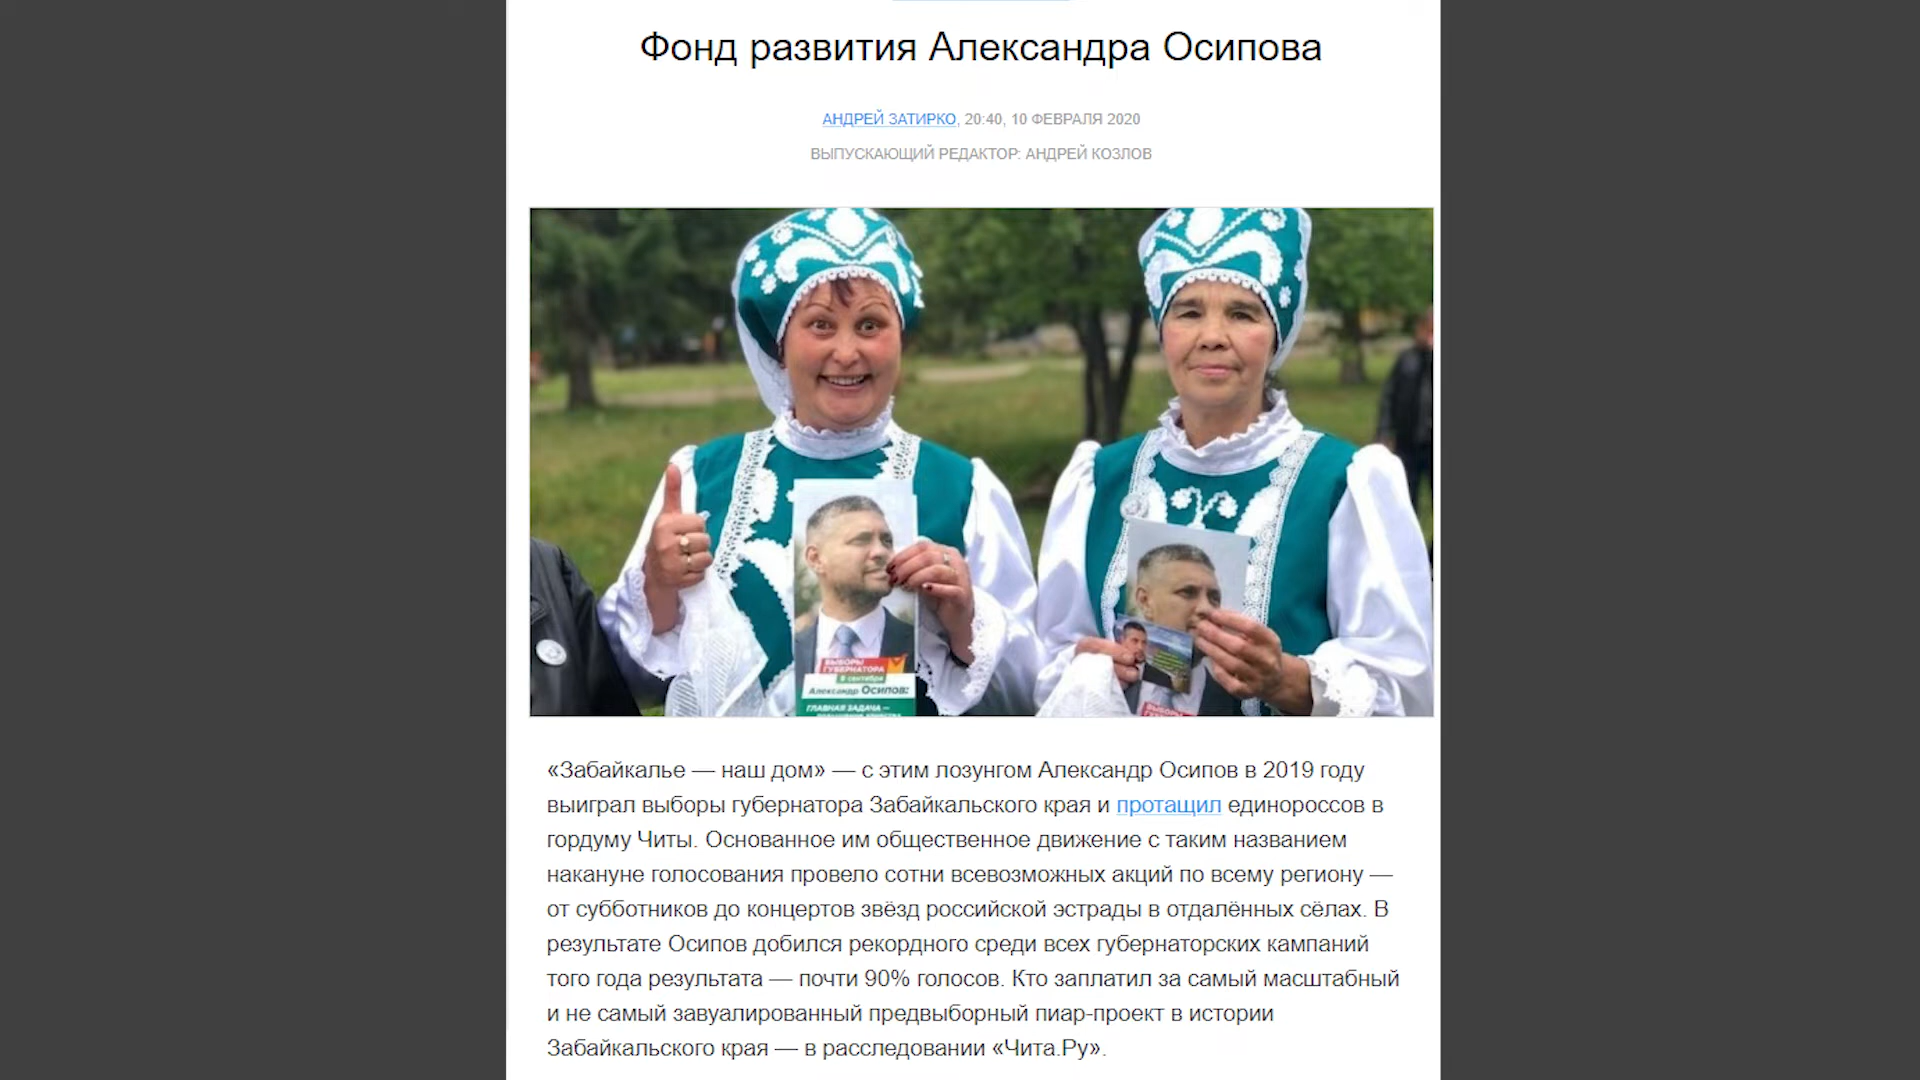 Фонд развития Александра Осипова
АНДРЕЙ ЗАТИРКО, 20:40, 10 ФЕВРАЛЯ 2020
ВЫПУСКАЮЩИЙ РЕДАКТОР: АНДРЕЙ КОЗЛОВ
ВЫБОРЫ
ГУБЕРНАТОРА
8 сентября
Александр ОСИПОВ:
ГЛАВНАЯ ЗАДАЧА —
ВЫБОРЫ
«Забайкалье — наш дом» — с этим лозунгом Александр Осипов в 2019 году
выиграл выборы губернатора Забайкальского края и протащил единороссов в
гордуму Читы. Основанное им общественное движение с таким названием
накануне голосования провело сотни всевозможных акций по всему региону —
от субботников до концертов звёзд российской эстрады в отдалённых сёлах. В
результате Осипов добился рекордного среди всех губернаторских кампаний
того года результата — почти 90% голосов. Кто заплатил за самый масштабный
и не самый завуалированный предвыборный пиар-проект в истории
Забайкальского края — в расследовании «Чита.Ру».